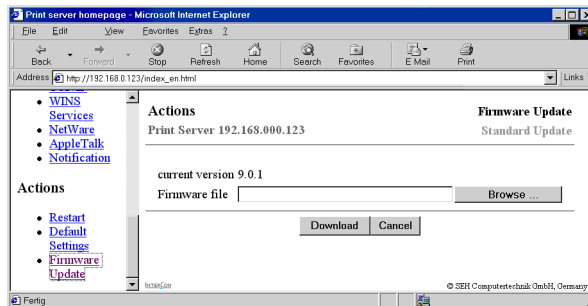 Print server homepage - Microsoft Internet Explorer
File Edit View Favorites Extras ?
Back Forward Stop Refresh Home Search Favorites E Mail Print
Address http://192.168.0.123/index_en.html Links
WINS
Services
NetWare
AppleTalk
Notification
Actions
Restart
Default
Settings
Firmware
Update
Actions Firmware Update
Print Server 192.168.000.123 Standard Update
current version 9.0.1
Firmware file Browse ...
Download Cancel
INTERCON © SEH Computertechnik GmbH, Germany
Fertig